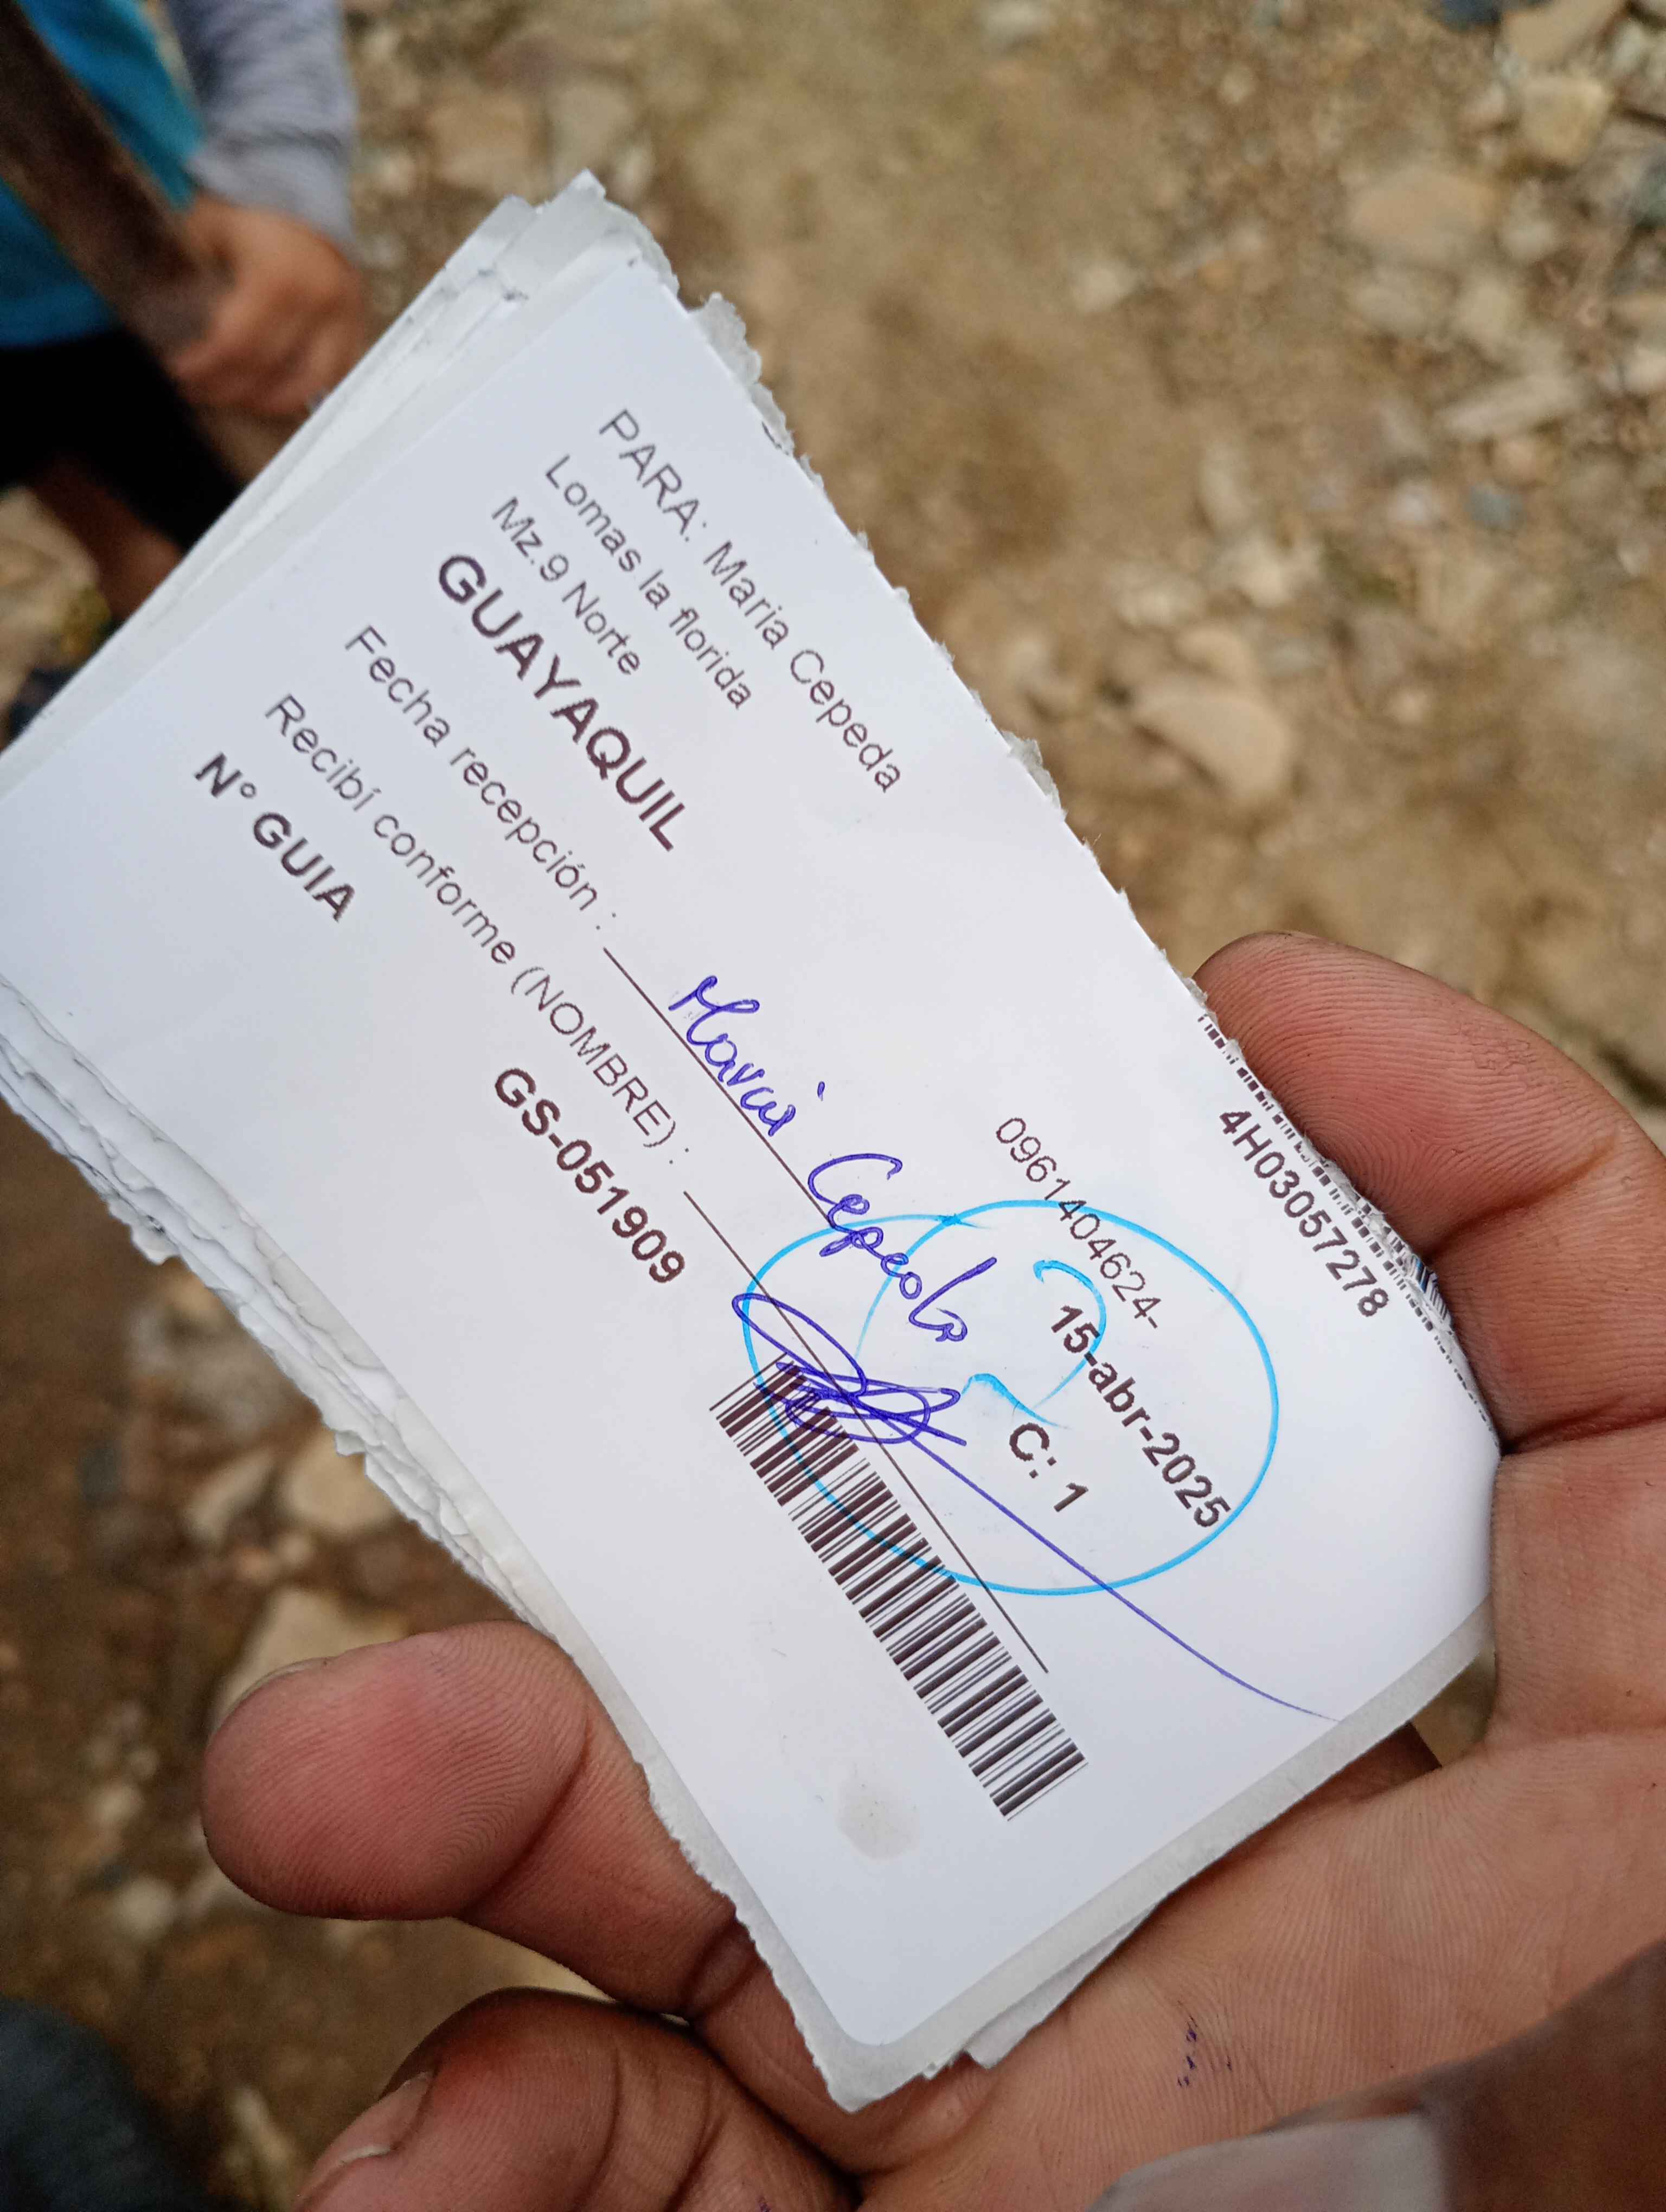 4H03057278
PARA: Maria Cepeda
0961404624-
Lomas la florida
Mz.9 Norte
15-abr-2025
GUAYAQUIL
C: 1
Fecha recepción :
Maria Cepeda
Recibí conforme (NOMBRE) :
N° GUIA
GS-051909